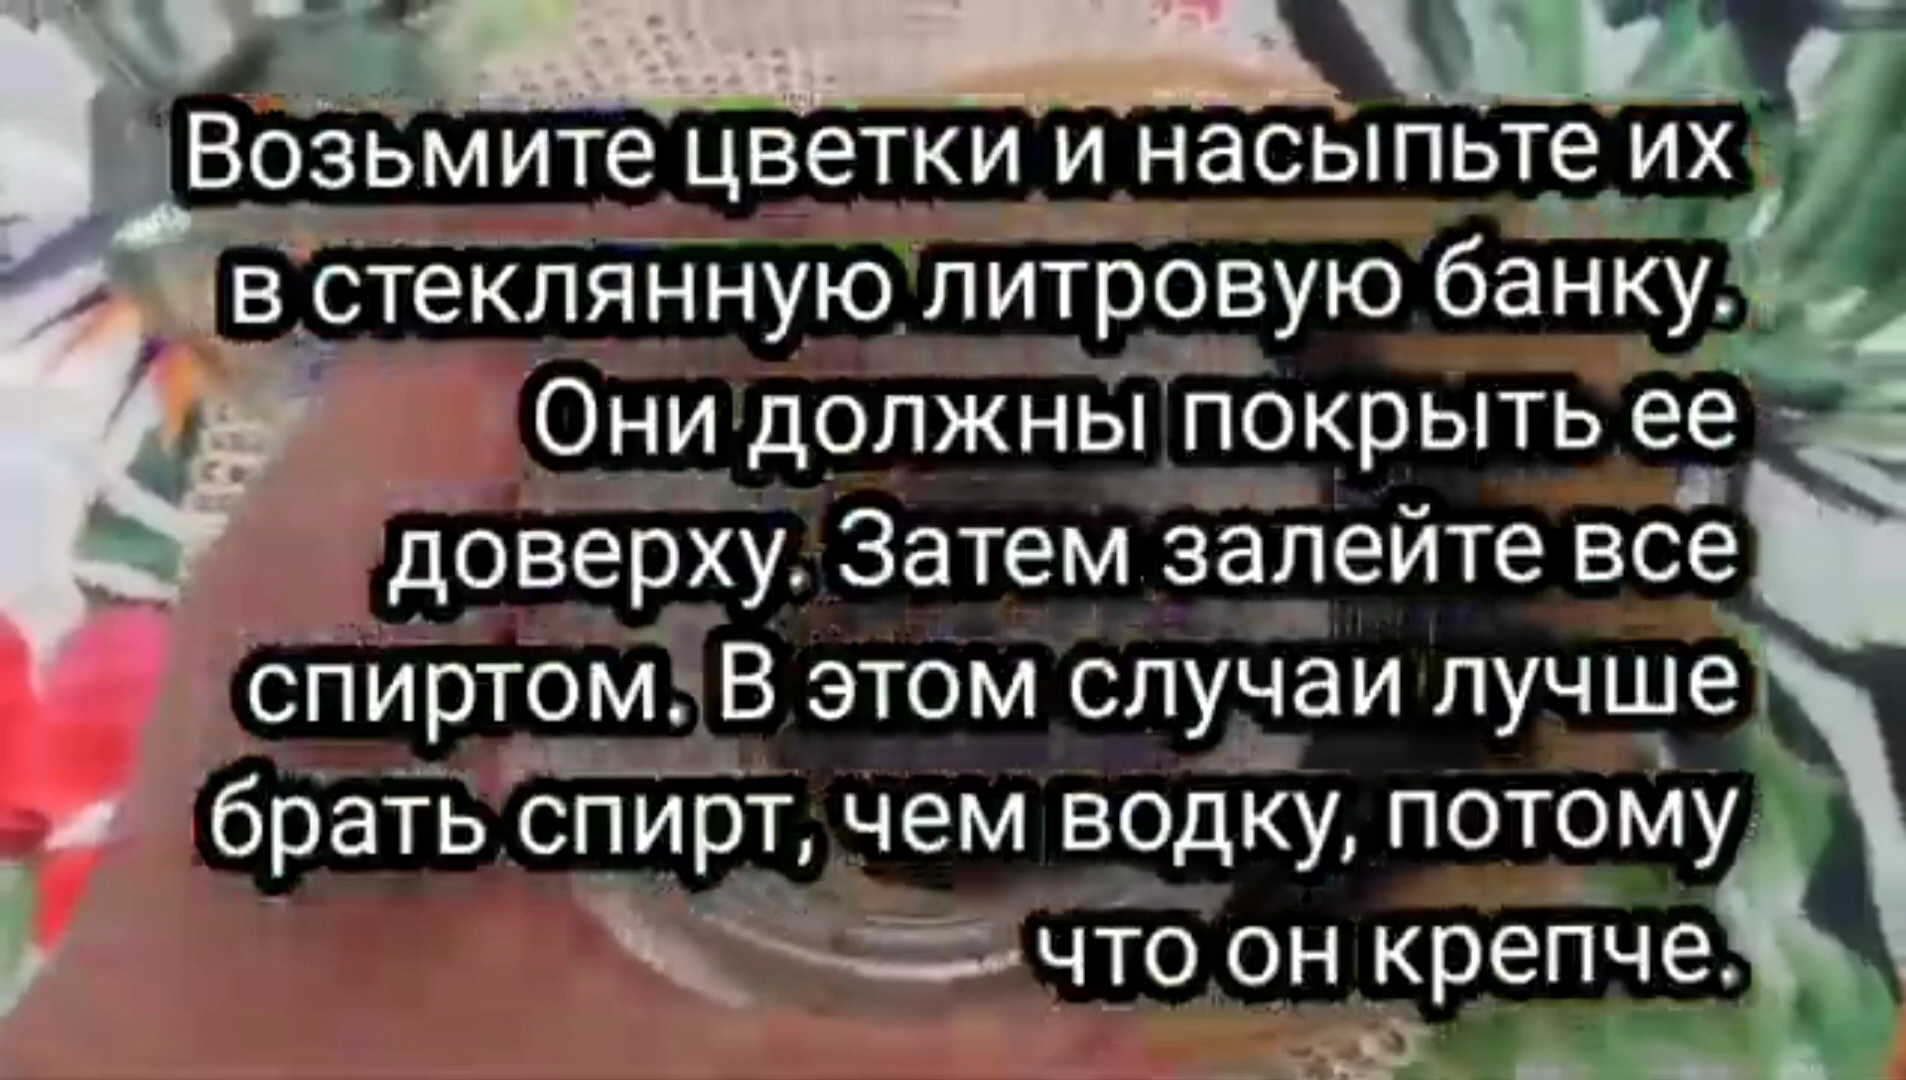 Возьмите цветки и насыпьте их
в стеклянную литровую банку.
Они должны покрыть ее
доверху. Затем залейте все
спиртом. В этом случаи лучше
брать спирт, чем водку, потому
что он крепче.